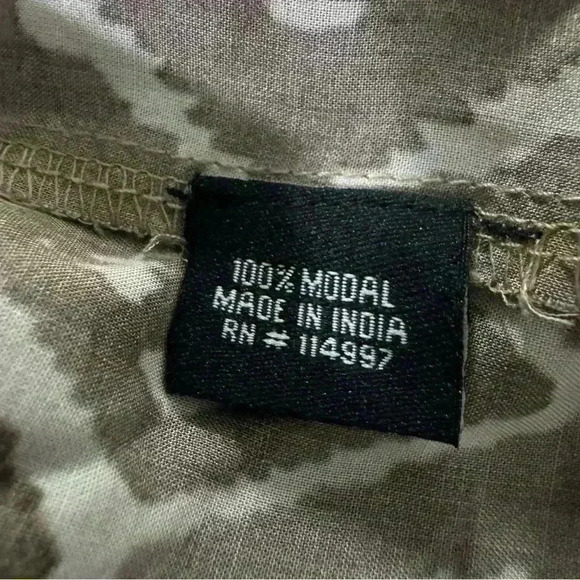 100% MODAL
MADE IN INDIA
RN # 114997